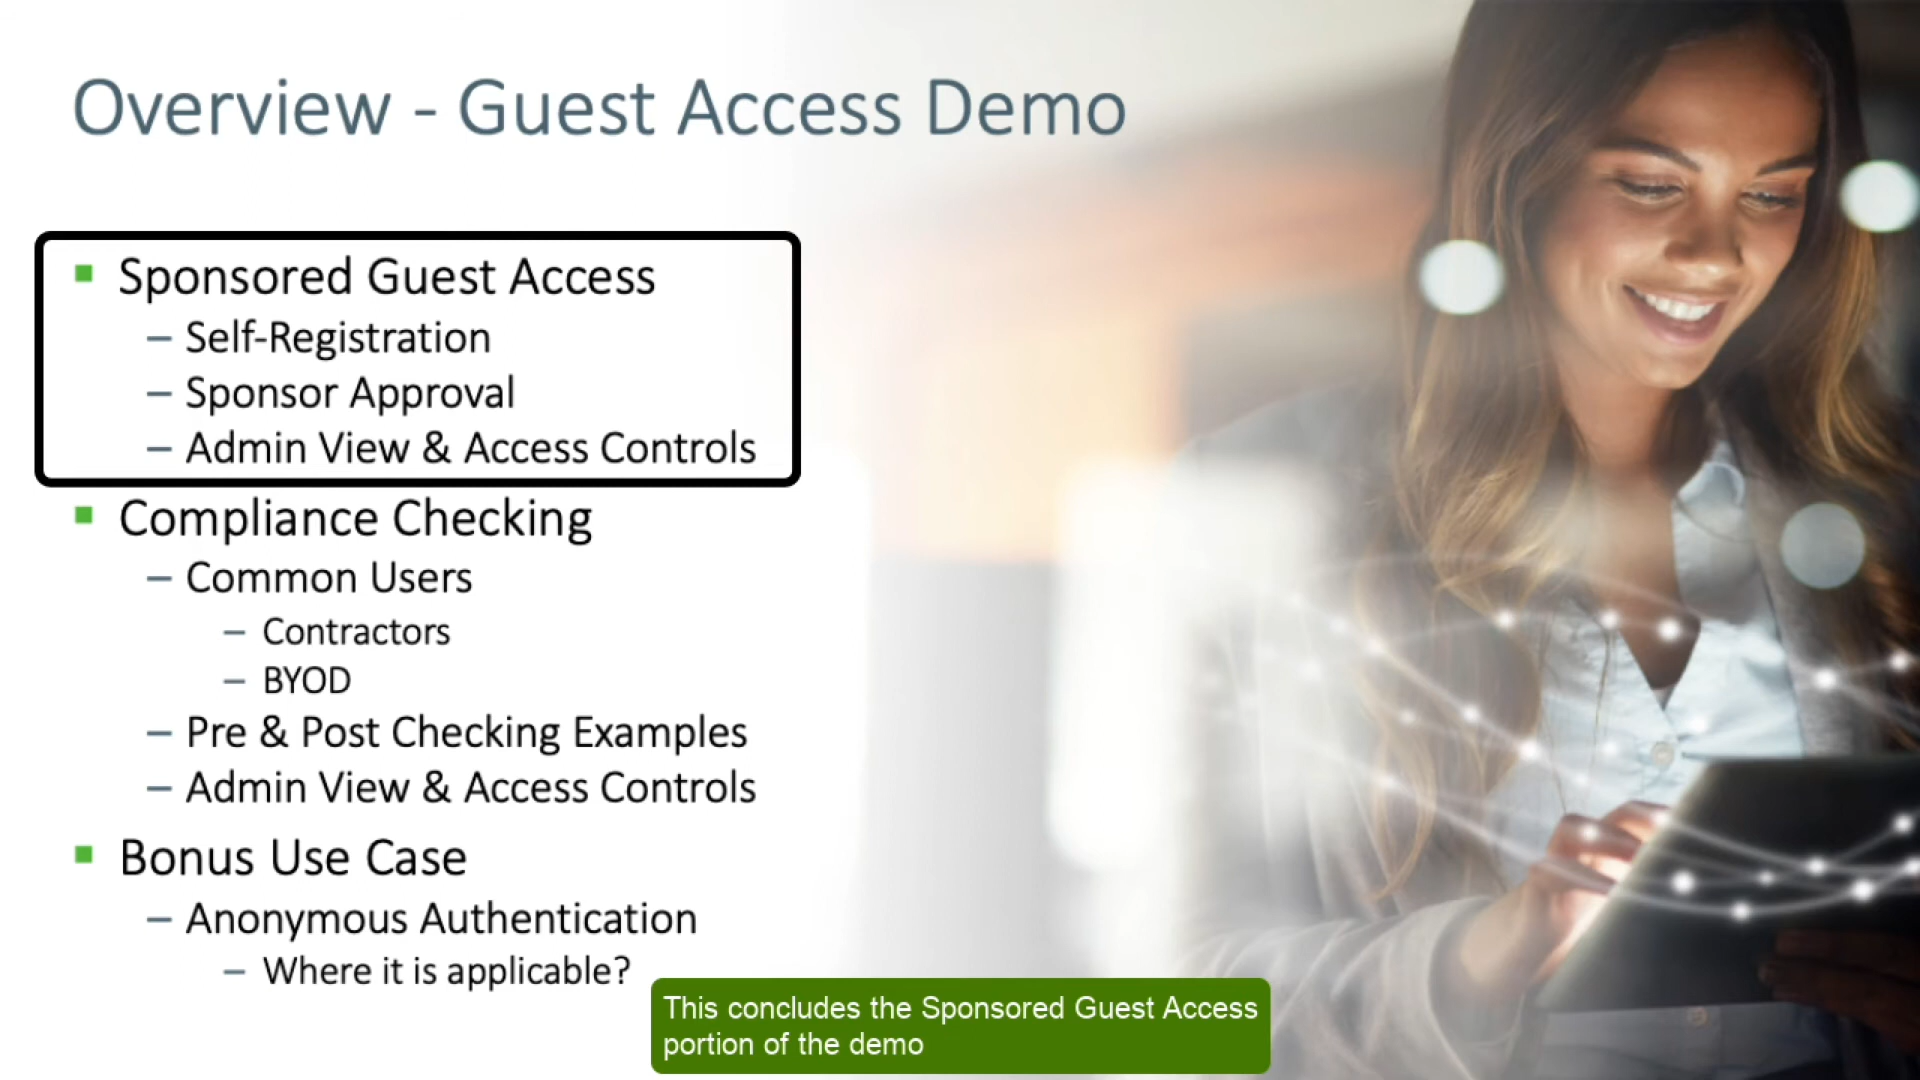 Overview - Guest Access Demo
Sponsored Guest Access
– Self-Registration
– Sponsor Approval
– Admin View & Access Controls
Compliance Checking
– Common Users
– Contractors
– BYOD
– Pre & Post Checking Examples
– Admin View & Access Controls
Bonus Use Case
– Anonymous Authentication
– Where it is applicable?
This concludes the Sponsored Guest Access
portion of the demo